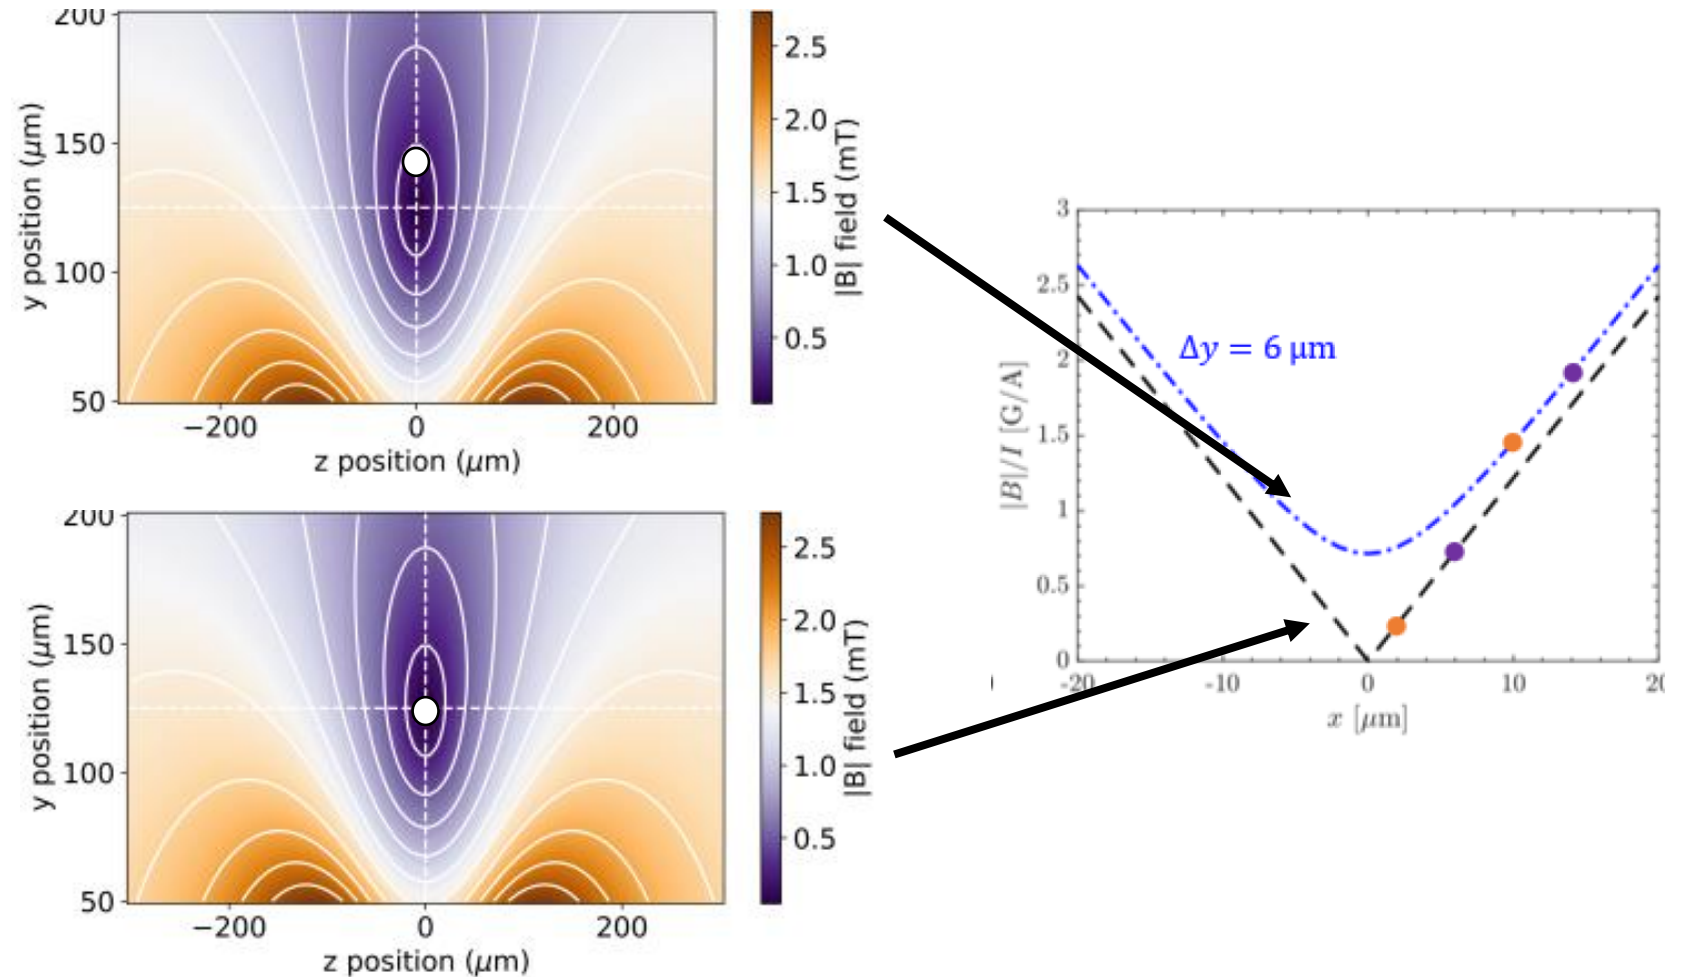 200
150
100
50
y position (μm)
−200 0 200
z position (μm)
2.5
2.0
1.5
1.0
0.5
|B| field (mT)
200
150
100
50
y position (μm)
−200 0 200
z position (μm)
2.5
2.0
1.5
1.0
0.5
|B| field (mT)
3
2.5
2
1.5
1
0.5
0
|B|/I [G/A]
Δy = 6 μm
-20 -10 0 10 20
x [μm]